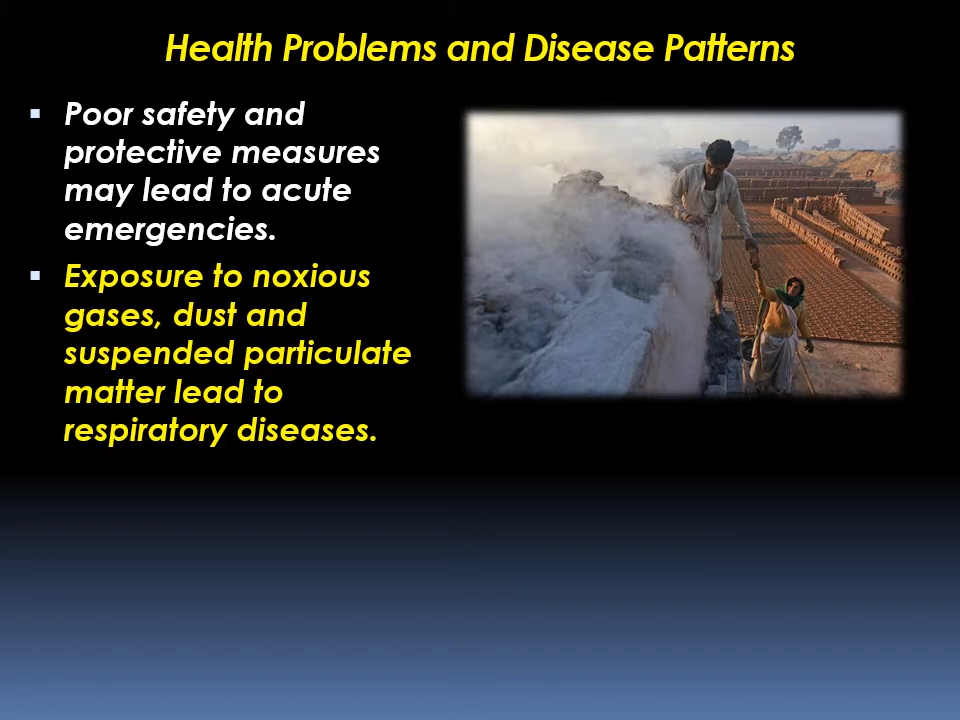 Health Problems and Disease Patterns
Poor safety and
protective measures
may lead to acute
emergencies.
Exposure to noxious
gases, dust and
suspended particulate
matter lead to
respiratory diseases.